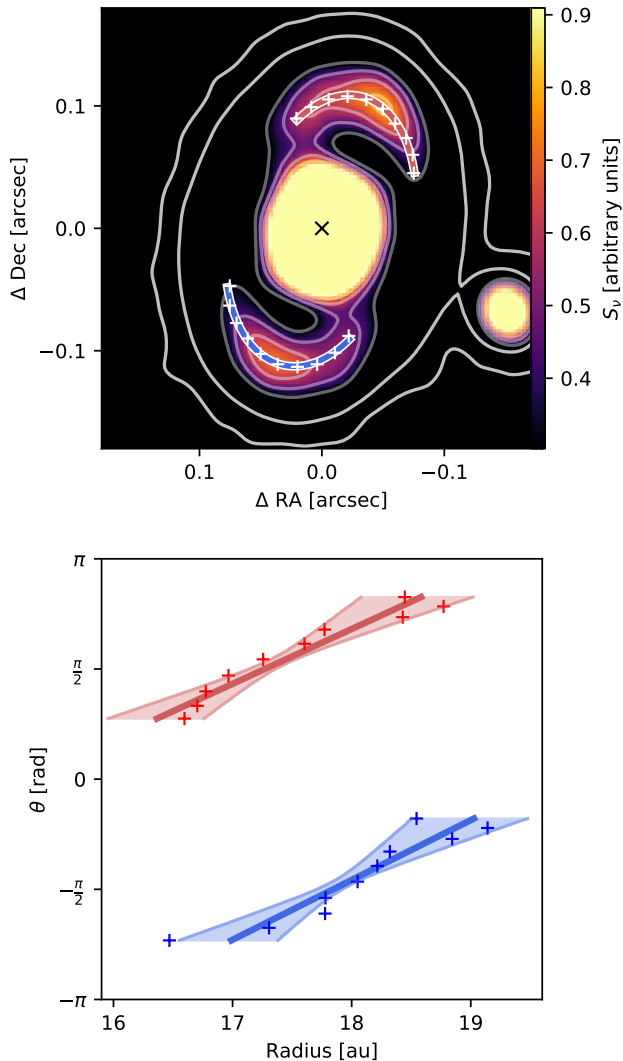 0.1
0.0
−0.1
Δ Dec [arcsec]
0.1
0.0
−0.1
Δ RA [arcsec]
0.9
0.8
0.7
0.6
0.5
0.4
S_ν [arbitrary units]
π
π/2
0
−π/2
−π
θ [rad]
16
17
18
19
Radius [au]